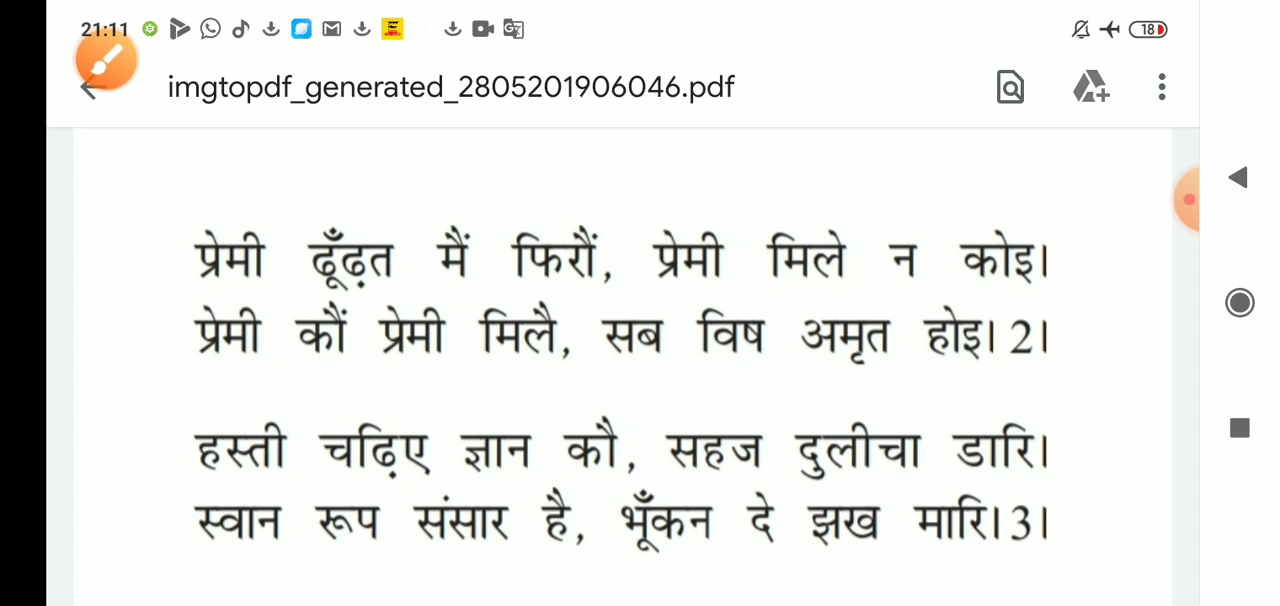 21:11 18
imgtopdf_generated_2805201906046.pdf
प्रेमी ढूँढ़त मैं फिरौं, प्रेमी मिले न कोइ।
प्रेमी कौं प्रेमी मिलै, सब विष अमृत होइ। 2।
हस्ती चढ़िए ज्ञान कौ, सहज दुलीचा डारि।
स्वान रूप संसार है, भूँकन दे झख मारि। 3।